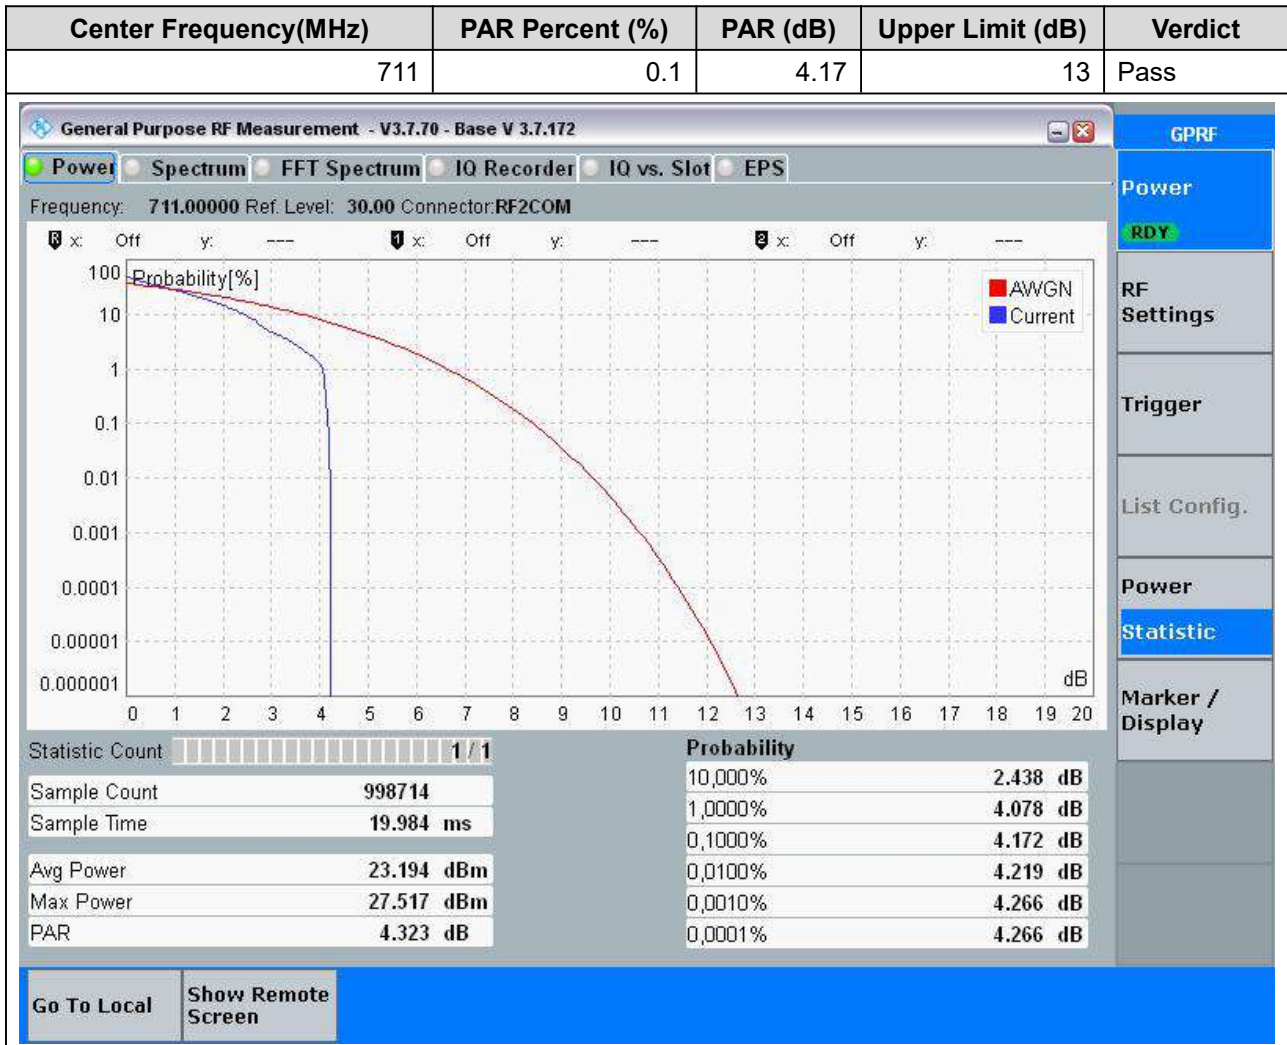 Center Frequency(MHz) PAR Percent (%) PAR (dB) Upper Limit (dB) Verdict
711 0.1 4.17 13 Pass
General Purpose RF Measurement - V3.7.70 - Base V 3.7.172
GPRF
Power Spectrum FFT Spectrum IQ Recorder IQ vs. Slot EPS
Power
RDY
Frequency: 711.00000 Ref. Level: 30.00 Connector:RF2COM
R x: Off y: --- 1 x: Off y: --- 2 x: Off y: ---
Probability[%]
AWGN
Current
100
10
1
0.1
0.01
0.001
0.0001
0.00001
0.000001
dB
0 1 2 3 4 5 6 7 8 9 10 11 12 13 14 15 16 17 18 19 20
RF
Settings
Trigger
List Config.
Power
Statistic
Marker /
Display
Statistic Count 1 / 1
Sample Count 998714
Sample Time 19.984 ms
Avg Power 23.194 dBm
Max Power 27.517 dBm
PAR 4.323 dB
Probability
10,000% 2.438 dB
1,0000% 4.078 dB
0,1000% 4.172 dB
0,0100% 4.219 dB
0,0010% 4.266 dB
0,0001% 4.266 dB
Go To Local
Show Remote
Screen